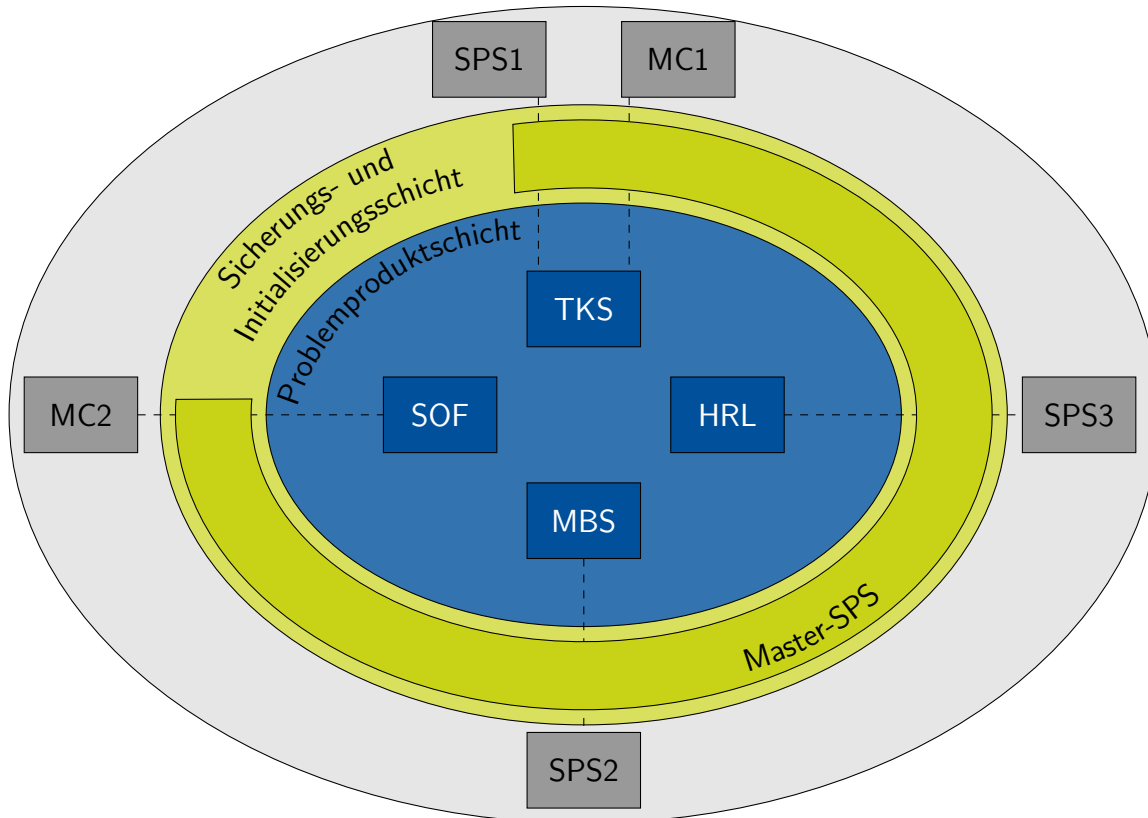 SPS1
MC1
Sicherungs- und
Initialisierungsschicht
Problemproduktschicht
TKS
MC2
SOF
HRL
SPS3
MBS
Master-SPS
SPS2